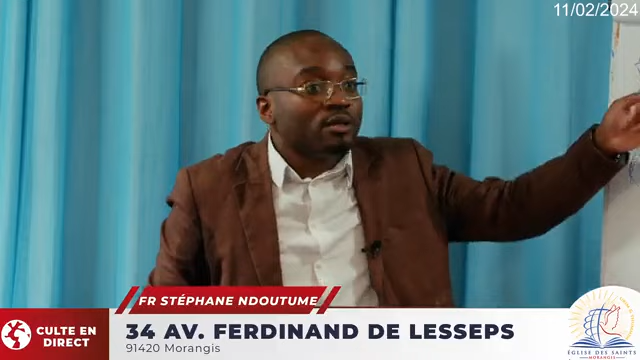 11/02/2024
FR STÉPHANE NDOUTUME
CULTE EN
DIRECT
34 AV. FERDINAND DE LESSEPS
91420 Morangis
ÉGLISE DES SAINTS
MORANGIS